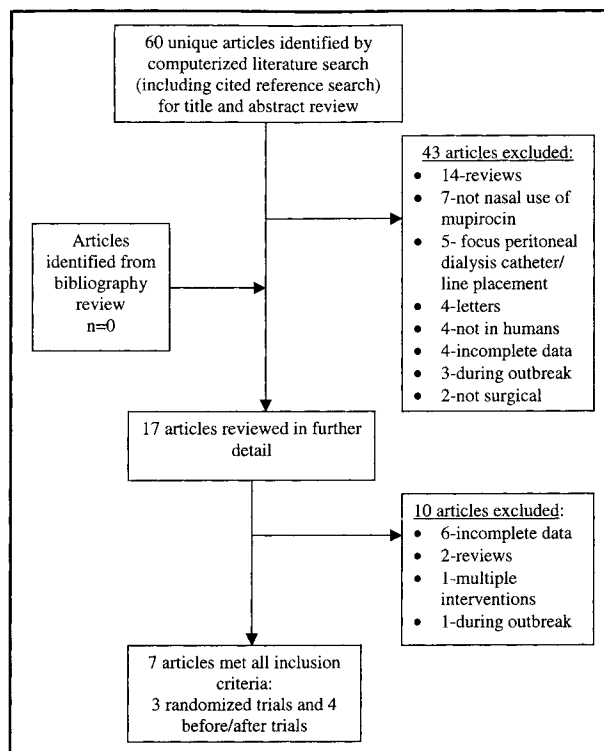 60 unique articles identified by
computerized literature search
(including cited reference search)
for title and abstract review
43 articles excluded:
• 14-reviews
• 7-not nasal use of
mupirocin
• 5- focus peritoneal
dialysis catheter/
line placement
• 4-letters
• 4-not in humans
• 4-incomplete data
• 3-during outbreak
• 2-not surgical
Articles
identified from
bibliography
review
n=0
17 articles reviewed in further
detail
10 articles excluded:
• 6-incomplete data
• 2-reviews
• 1-multiple
interventions
• 1-during outbreak
7 articles met all inclusion
criteria:
3 randomized trials and 4
before/after trials